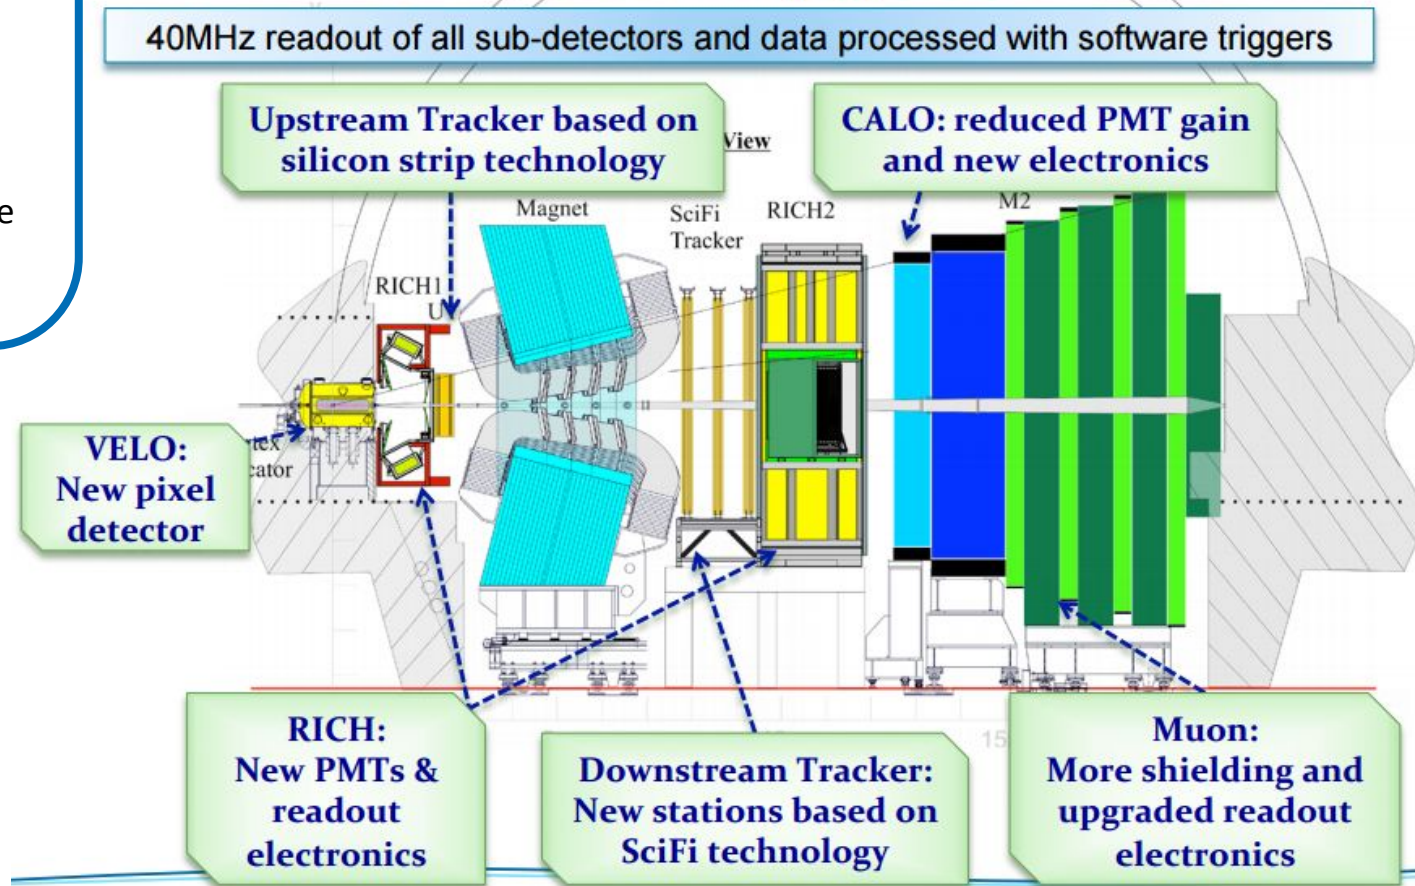 40MHz readout of all sub-detectors and data processed with software triggers
Upstream Tracker based on
silicon strip technology
CALO: reduced PMT gain
and new electronics
View
e
Magnet
SciFi
Tracker
RICH2
M2
RICH1
U
VELO:
New pixel
detector
tex
cator
RICH:
New PMTs &
readout
electronics
Downstream Tracker:
New stations based on
SciFi technology
15
Muon:
More shielding and
upgraded readout
electronics